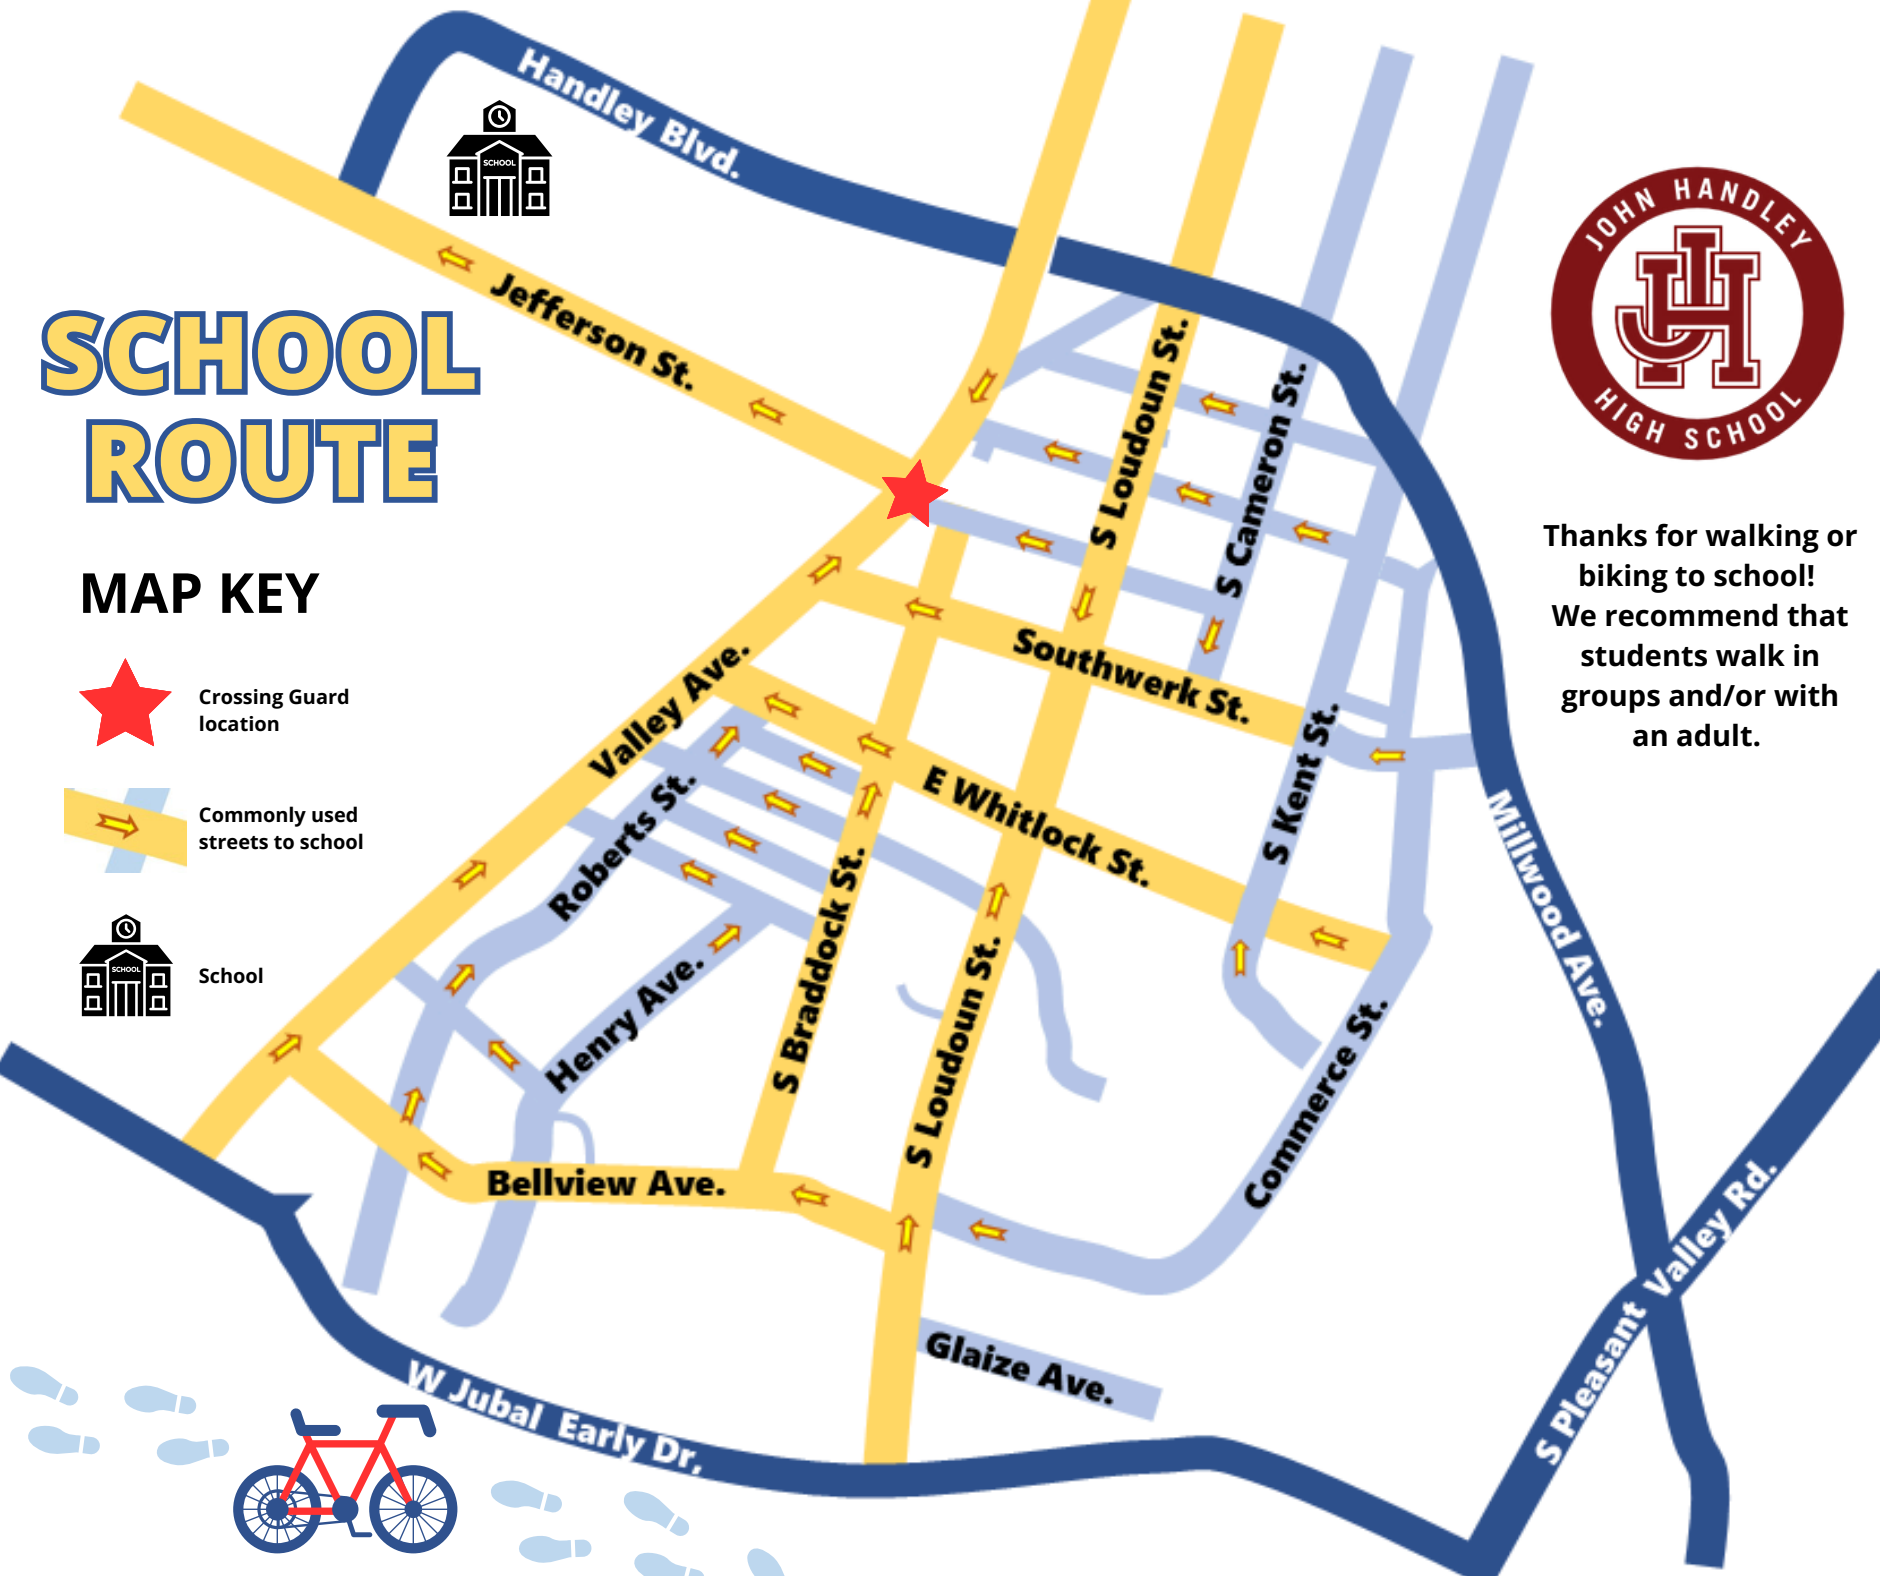 Handley Blvd.
SCHOOL
JOHN HANDLEY
JH
HIGH SCHOOL
Jefferson St.
SCHOOL
ROUTE
S Loudoun St.
S Cameron St.
Thanks for walking or
biking to school!
We recommend that
students walk in
groups and/or with
an adult.
MAP KEY
Crossing Guard
location
Commonly used
streets to school
SCHOOL
School
Valley Ave.
Southwerk St.
E Whitlock St.
S Kent St.
Roberts St.
Millwood Ave.
Henry Ave.
S Braddock St.
S Loudoun St.
Commerce St.
Bellview Ave.
S Pleasant Valley Rd.
Glaize Ave.
W Jubal Early Dr,